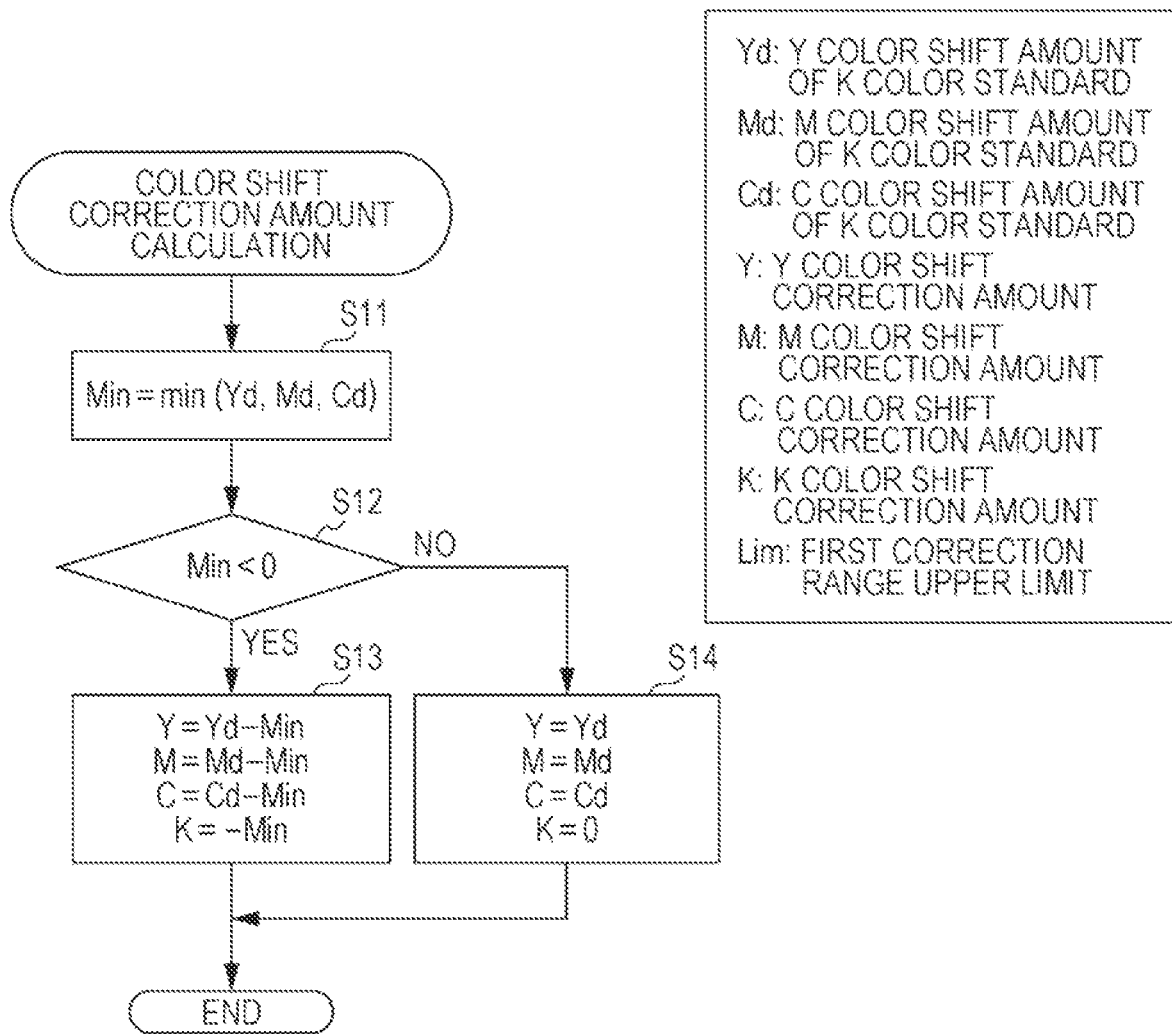 COLOR SHIFT
CORRECTION AMOUNT
CALCULATION
S11
Min = min (Yd, Md, Cd)
S12
Min < 0
NO
YES
S13
Y = Yd−Min
M = Md−Min
C = Cd−Min
K = −Min
S14
Y = Yd
M = Md
C = Cd
K = 0
END
Yd: Y COLOR SHIFT AMOUNT
OF K COLOR STANDARD
Md: M COLOR SHIFT AMOUNT
OF K COLOR STANDARD
Cd: C COLOR SHIFT AMOUNT
OF K COLOR STANDARD
Y: Y COLOR SHIFT
CORRECTION AMOUNT
M: M COLOR SHIFT
CORRECTION AMOUNT
C: C COLOR SHIFT
CORRECTION AMOUNT
K: K COLOR SHIFT
CORRECTION AMOUNT
Lim: FIRST CORRECTION
RANGE UPPER LIMIT